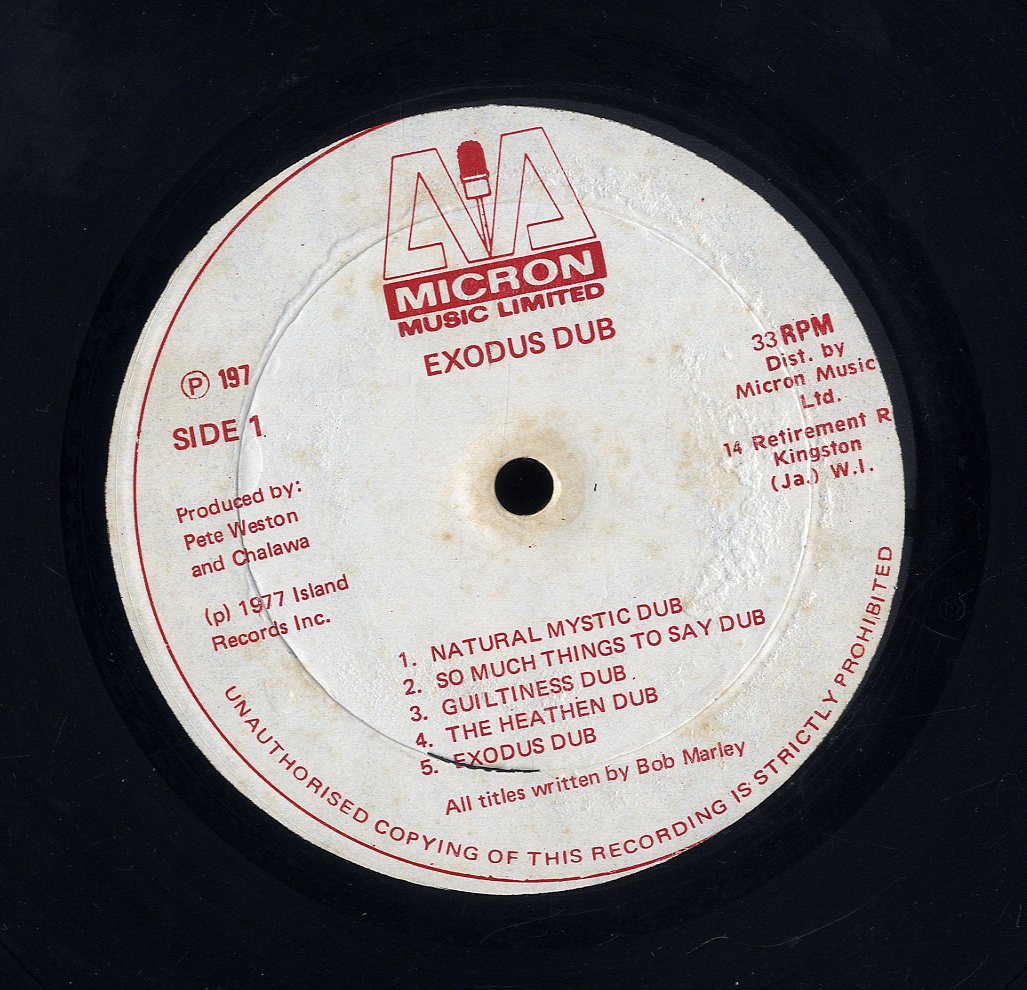 MICRON
MUSIC LIMITED
EXODUS DUB
℗ 197
SIDE 1
33 RPM
Dist. by
Micron Music
Ltd.
14 Retirement R
Kingston
(Ja.) W.I.
Produced by:
Pete Weston
and Chalawa
(p) 1977 Island
Records Inc.
1. NATURAL MYSTIC DUB
2. SO MUCH THINGS TO SAY DUB
3. GUILTINESS DUB
4. THE HEATHEN DUB
5. EXODUS DUB
All titles written by Bob Marley
UNAUTHORISED COPYING OF THIS RECORDING IS STRICTLY PROHIBITED